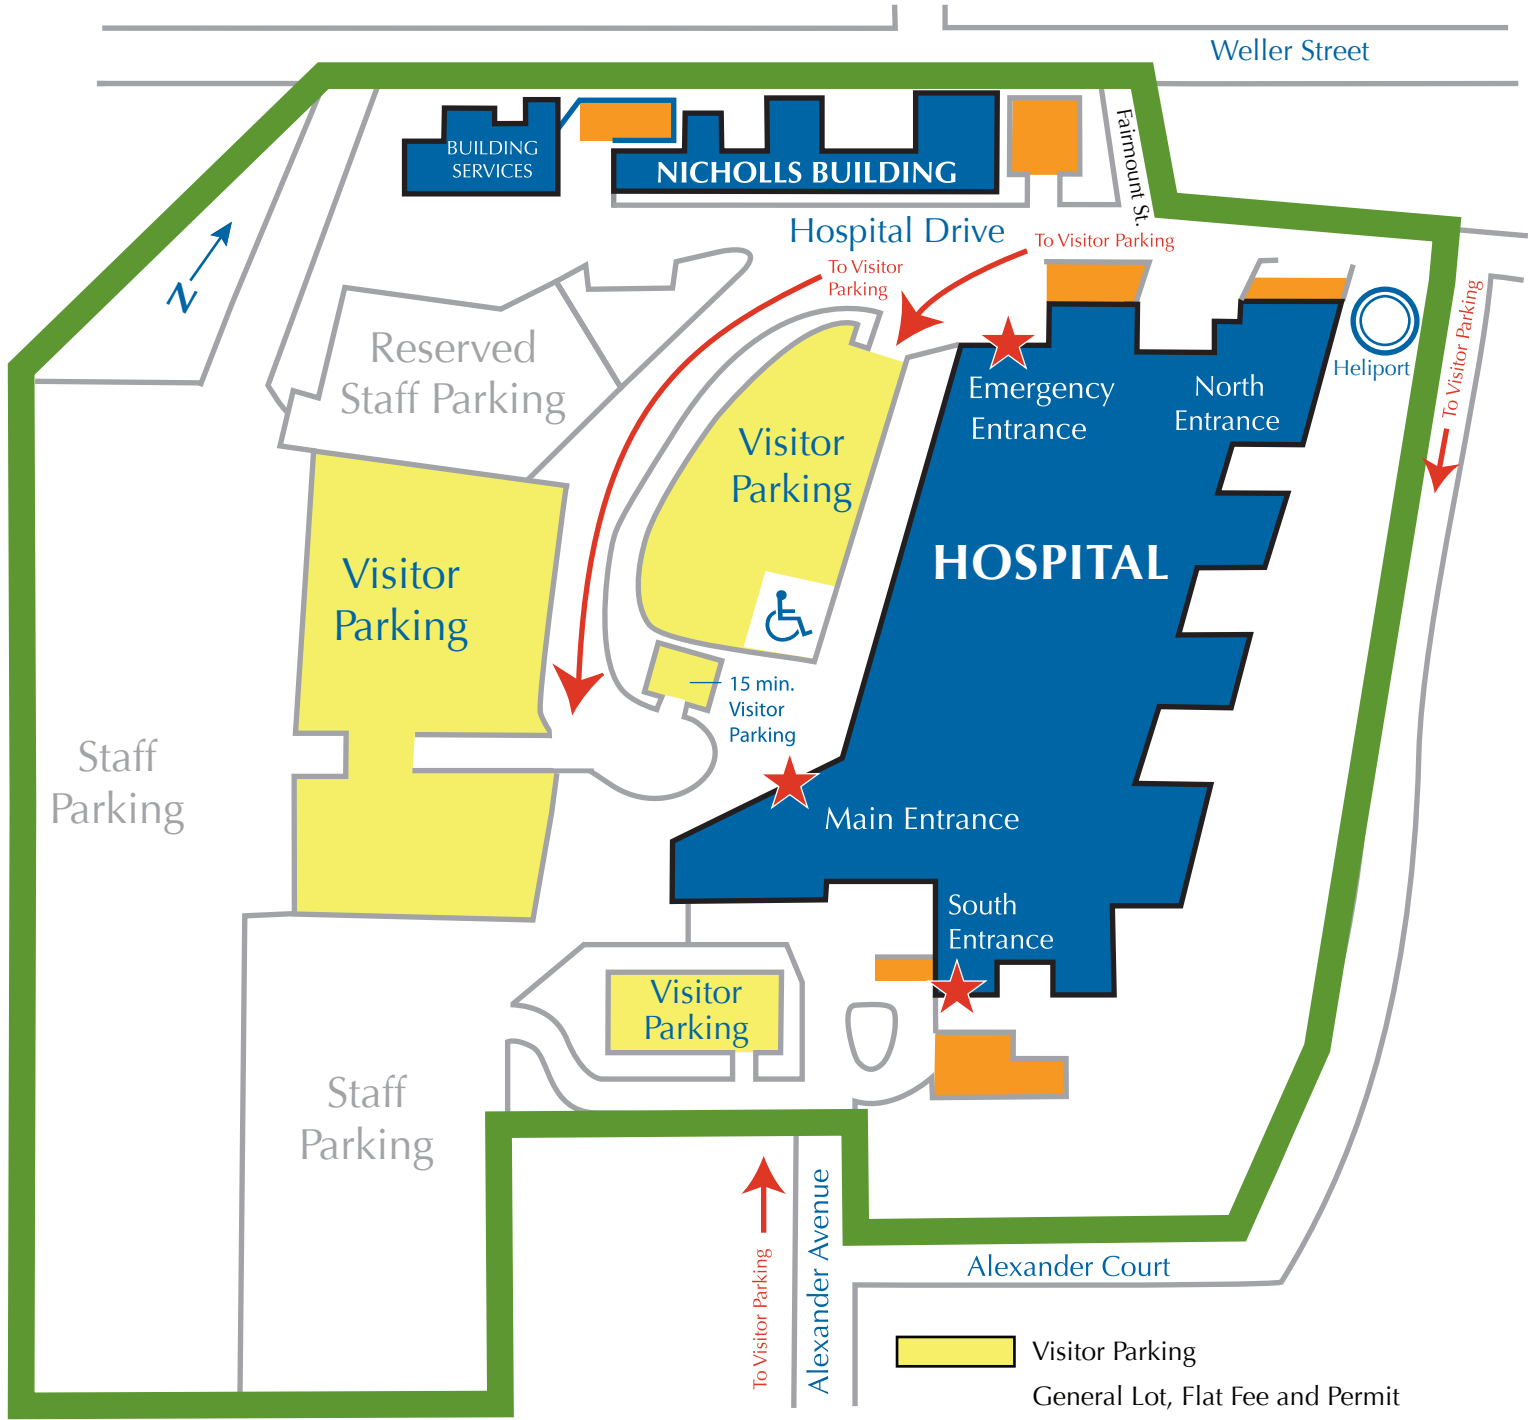 Weller Street
Fairmount St.
BUILDING
SERVICES
NICHOLLS BUILDING
Hospital Drive
To Visitor Parking
To Visitor
Parking
N
Reserved
Staff Parking
Emergency
Entrance
North
Entrance
Heliport
To Visitor Parking
Visitor
Parking
HOSPITAL
Visitor
Parking
15 min.
Visitor
Parking
Staff
Parking
Main Entrance
South
Entrance
Visitor
Parking
Staff
Parking
To Visitor Parking
Alexander Avenue
Alexander Court
Visitor Parking
General Lot, Flat Fee and Permit